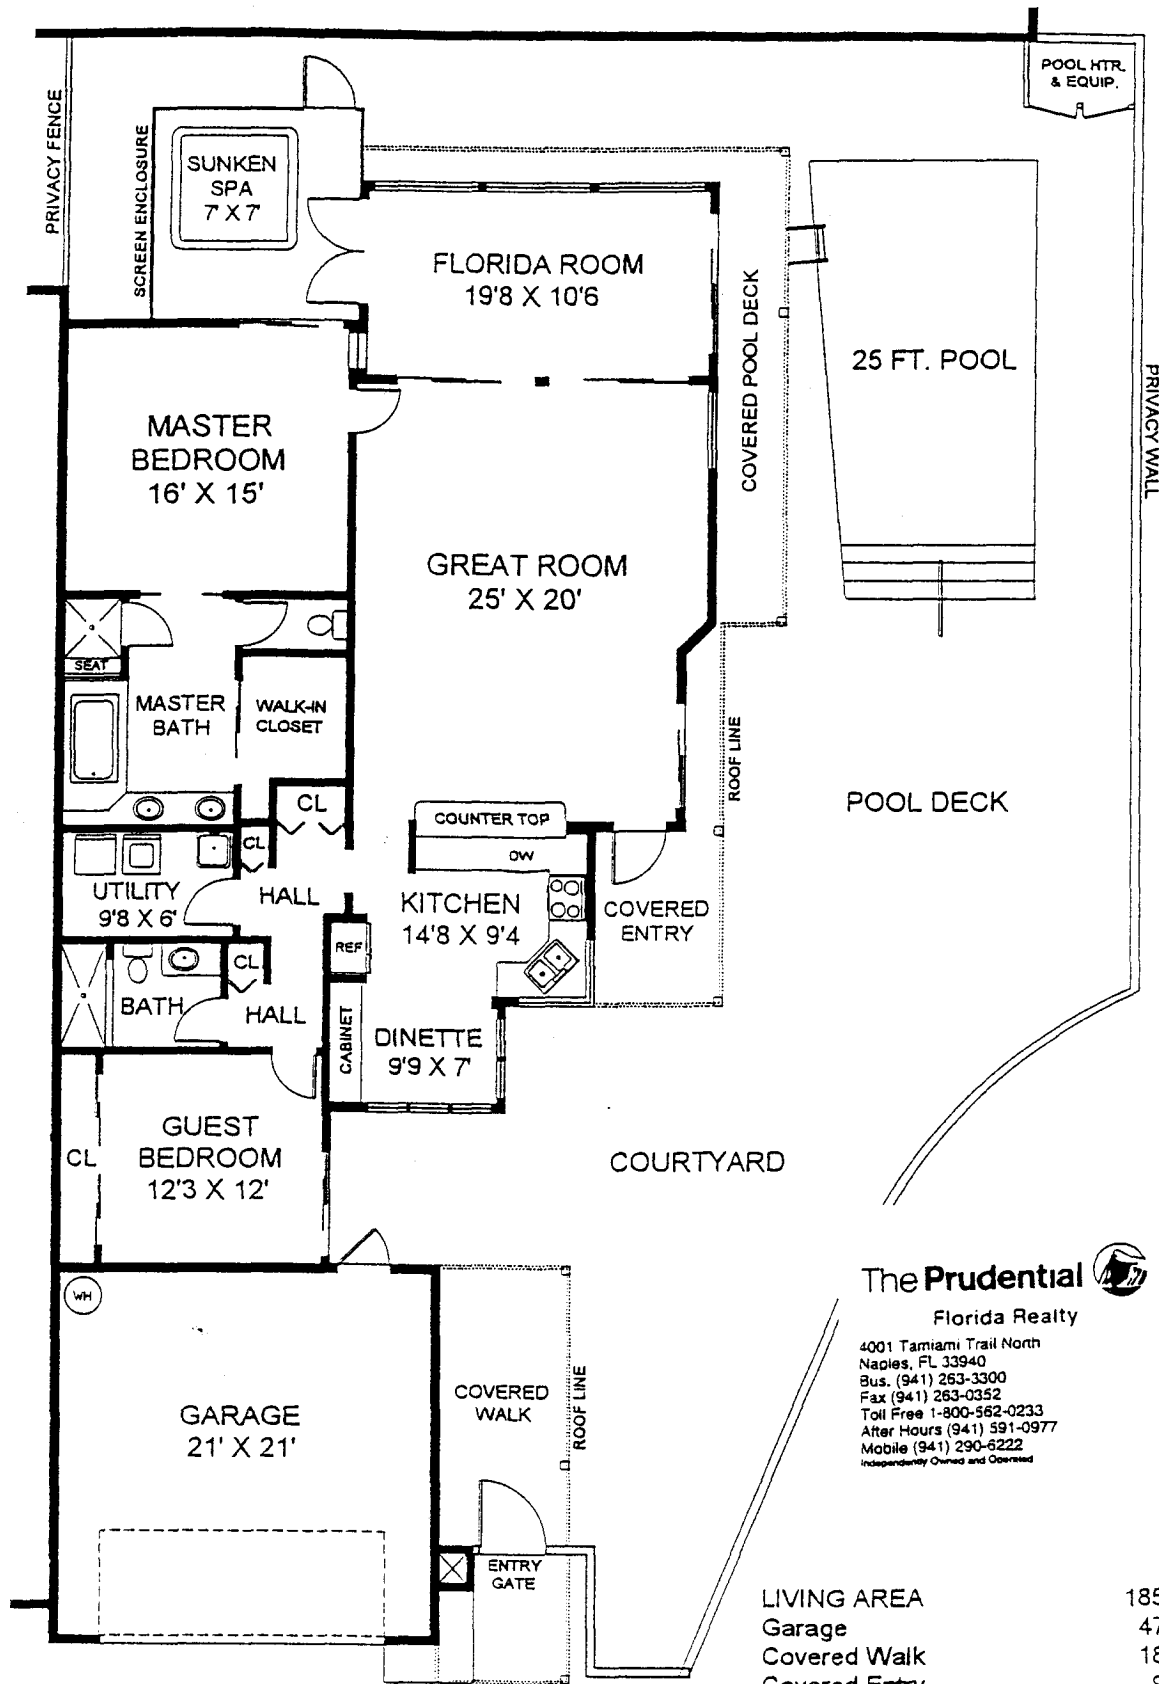 POOL HTR.
& EQUIP.
PRIVACY FENCE
SCREEN ENCLOSURE
SUNKEN
SPA
7' X 7'
FLORIDA ROOM
19'8 X 10'6
COVERED POOL DECK
25 FT. POOL
PRIVACY WALL
MASTER
BEDROOM
16' X 15'
GREAT ROOM
25' X 20'
SEAT
MASTER
BATH
WALK-IN
CLOSET
ROOF LINE
CL
POOL DECK
COUNTER TOP
DW
CL
UTILITY
9'8 X 6'
HALL
KITCHEN
14'8 X 9'4
COVERED
ENTRY
REF
CL
BATH
HALL
CABINET
DINETTE
9'9 X 7'
GUEST
BEDROOM
12'3 X 12'
CL
COURTYARD
WH
GARAGE
21' X 21'
COVERED
WALK
ROOF LINE
ENTRY
GATE
The Prudential
Florida Realty
4001 Tamiami Trail North
Naples, FL 33940
Bus. (941) 263-3300
Fax (941) 263-0352
Toll Free 1-800-562-0233
After Hours (941) 591-0977
Mobile (941) 290-6222
Independently Owned and Operated
LIVING AREA 185
Garage 47
Covered Walk 18
Covered Entry